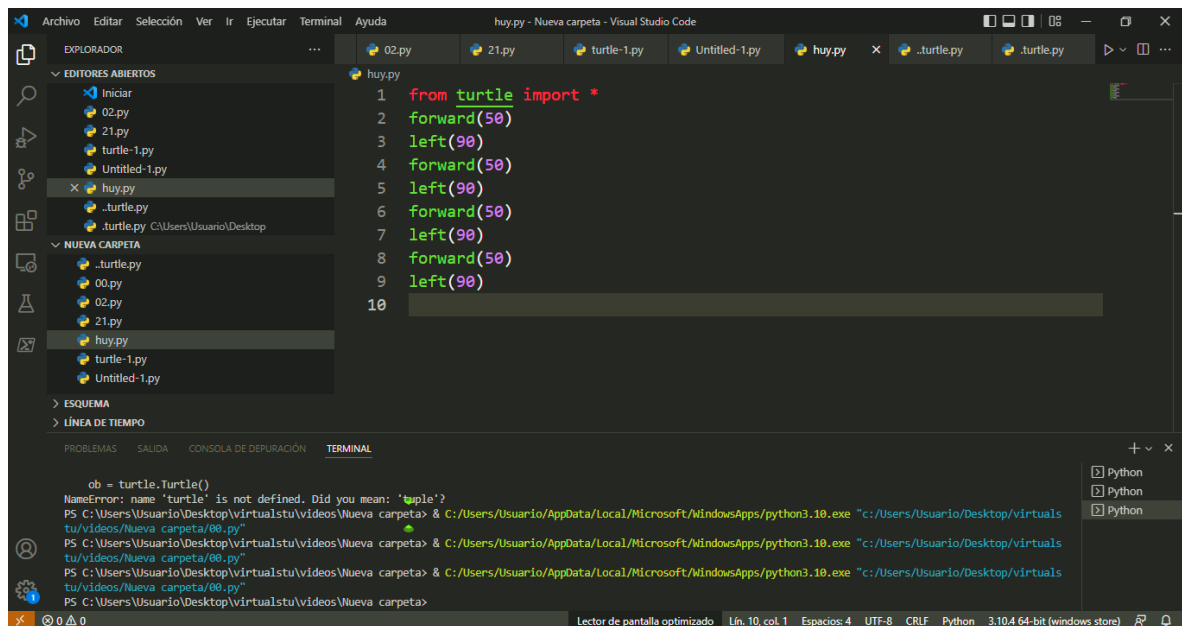 Archivo Editar Selección Ver Ir Ejecutar Terminal Ayuda huy.py - Nueva carpeta - Visual Studio Code
EXPLORADOR ...
EDITORES ABIERTOS
Iniciar
02.py
21.py
turtle-1.py
Untitled-1.py
huy.py
..turtle.py
.turtle.py C:\Users\Usuario\Desktop
NUEVA CARPETA
..turtle.py
00.py
02.py
21.py
huy.py
turtle-1.py
Untitled-1.py
ESQUEMA
LÍNEA DE TIEMPO
02.py 21.py turtle-1.py Untitled-1.py huy.py ..turtle.py .turtle.py
huy.py
1 from turtle import *
2 forward(50)
3 left(90)
4 forward(50)
5 left(90)
6 forward(50)
7 left(90)
8 forward(50)
9 left(90)
10
PROBLEMAS SALIDA CONSOLA DE DEPURACIÓN TERMINAL
ob = turtle.Turtle()
NameError: name 'turtle' is not defined. Did you mean: 'tuple'?
PS C:\Users\Usuario\Desktop\virtualstu\videos\Nueva carpeta> & C:/Users/Usuario/AppData/Local/Microsoft/WindowsApps/python3.10.exe "c:/Users/Usuario/Desktop/virtuals
tu/videos/Nueva carpeta/00.py"
PS C:\Users\Usuario\Desktop\virtualstu\videos\Nueva carpeta> & C:/Users/Usuario/AppData/Local/Microsoft/WindowsApps/python3.10.exe "c:/Users/Usuario/Desktop/virtuals
tu/videos/Nueva carpeta/00.py"
PS C:\Users\Usuario\Desktop\virtualstu\videos\Nueva carpeta> & C:/Users/Usuario/AppData/Local/Microsoft/WindowsApps/python3.10.exe "c:/Users/Usuario/Desktop/virtuals
tu/videos/Nueva carpeta/00.py"
PS C:\Users\Usuario\Desktop\virtualstu\videos\Nueva carpeta>
Python
Python
Python
1
0 0 Lector de pantalla optimizado Lín. 10, col. 1 Espacios: 4 UTF-8 CRLF Python 3.10.4 64-bit (windows store)